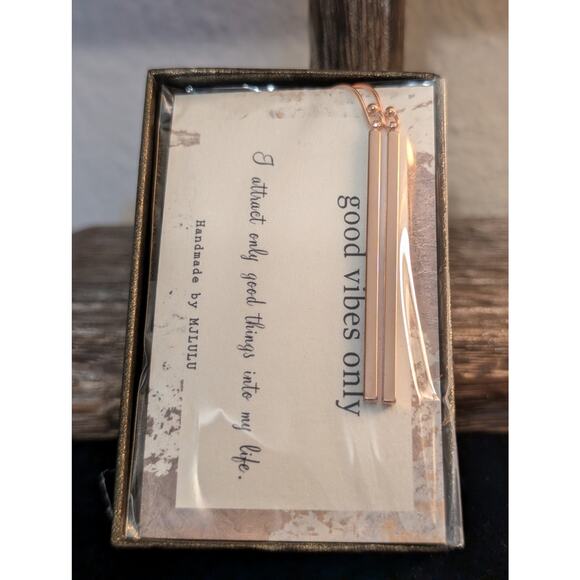 good vibes only
I attract only good things into my life.
Handmade by MJLULU